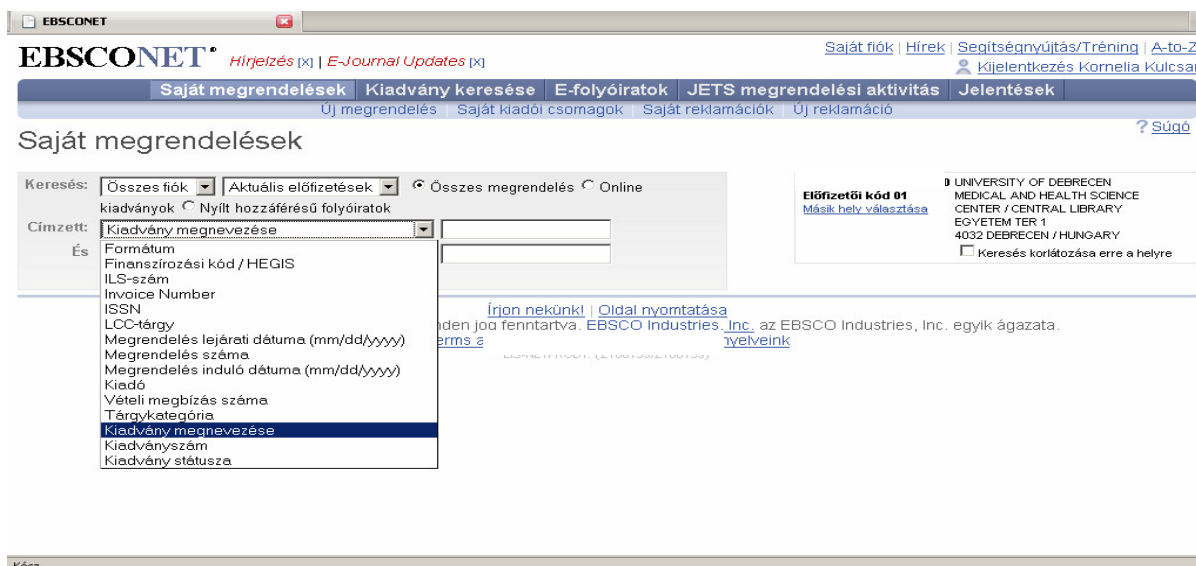 EBSCONET
EBSCONET Hírjelzés [X] | E-Journal Updates [X]
Saját fiók | Hírek | Segítségnyújtás/Tréning | A-to-Z
Kijelentkezés Kornelia Kulcsar
Saját megrendelések Kiadvány keresése E-folyóiratok JETS megrendelési aktivitás Jelentések
Új megrendelés Saját kiadói csomagok Saját reklamációk Új reklamáció
? Súgó
Saját megrendelések
Keresés: Összes fiók Aktuális előfizetések Összes megrendelés Online
kiadványok Nyílt hozzáférésű folyóiratok
Címzett: Kiadvány megnevezése
És
Formátum
Finanszírozási kód / HEGIS
ILS-szám
Invoice Number
ISSN
LCC-tárgy
Megrendelés lejárati dátuma (mm/dd/yyyy)
Megrendelés száma
Megrendelés induló dátuma (mm/dd/yyyy)
Kiadó
Vételi megbízás száma
Tárgykategória
Kiadvány megnevezése
Kiadványszám
Kiadvány státusza
Előfizetői kód 01
Másik hely választása
UNIVERSITY OF DEBRECEN
MEDICAL AND HEALTH SCIENCE
CENTER / CENTRAL LIBRARY
EGYETEM TER 1
4032 DEBRECEN / HUNGARY
Keresés korlátozása erre a helyre
Írjon nekünk! | Oldal nyomtatása
jog fenntartva. EBSCO Industries, Inc. az EBSCO Industries, Inc. egyik ágazata.